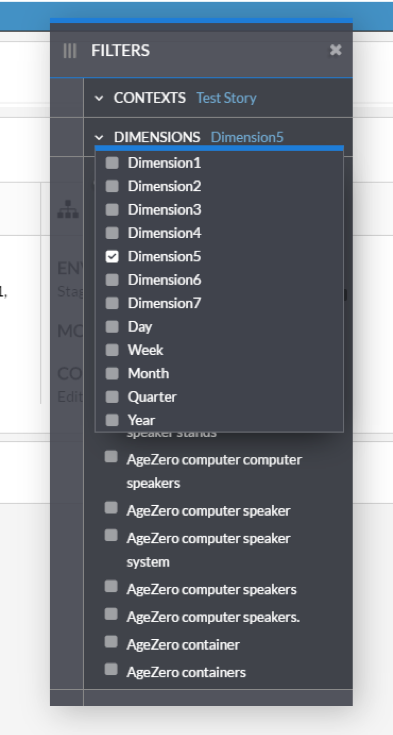 FILTERS
CONTEXTS Test Story
DIMENSIONS Dimension5
Dimension1
Dimension2
Dimension3
Dimension4
Dimension5
Dimension6
Dimension7
Day
Week
Month
Quarter
Year
speaker stands
AgeZero computer computer
speakers
AgeZero computer speaker
AgeZero computer speaker
system
AgeZero computer speakers
AgeZero computer speakers.
AgeZero container
AgeZero containers
1,
EN
Stag
MO
CO
Edit